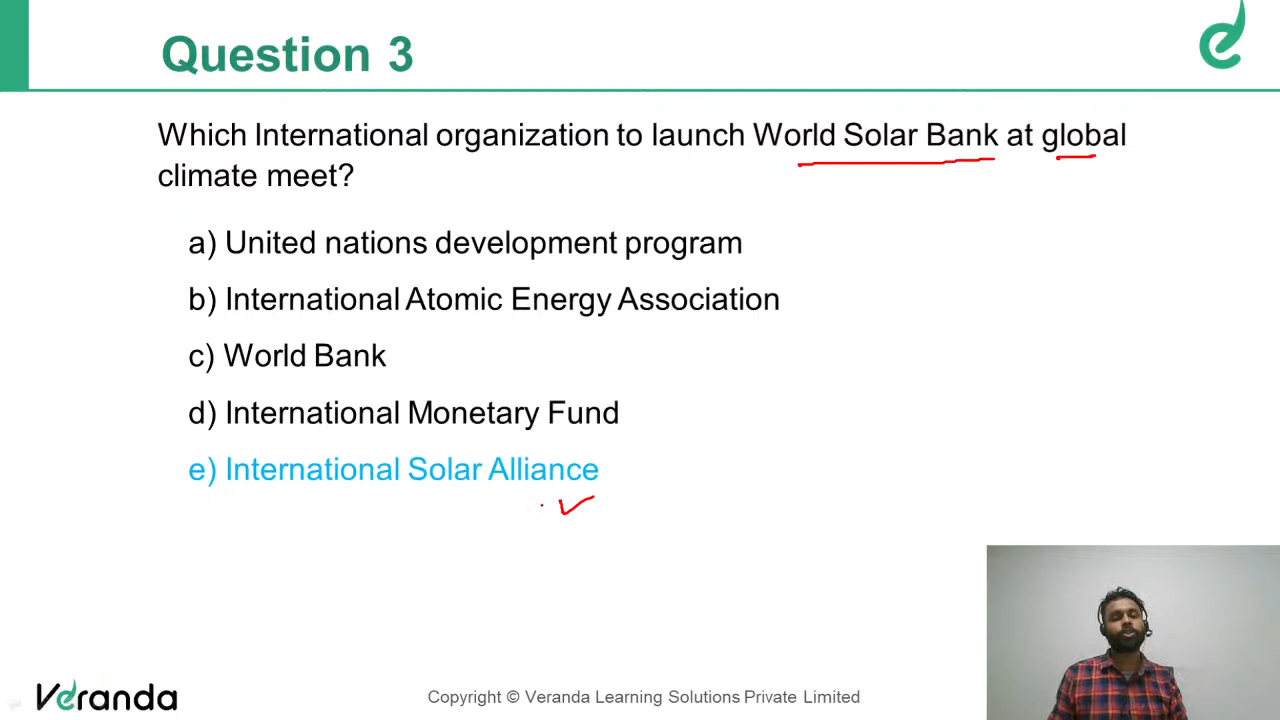 Question 3
Which International organization to launch World Solar Bank at global
climate meet?
a) United nations development program
b) International Atomic Energy Association
c) World Bank
d) International Monetary Fund
e) International Solar Alliance
Veranda
Copyright © Veranda Learning Solutions Private Limited